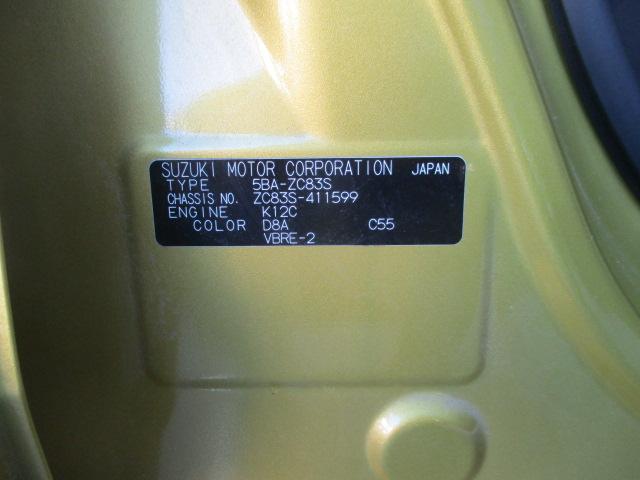 SUZUKI MOTOR CORPORATION JAPAN
TYPE 5BA-ZC83S
CHASSIS NO. ZC83S-411599
ENGINE K12C
COLOR D8A C55
VBRE-2